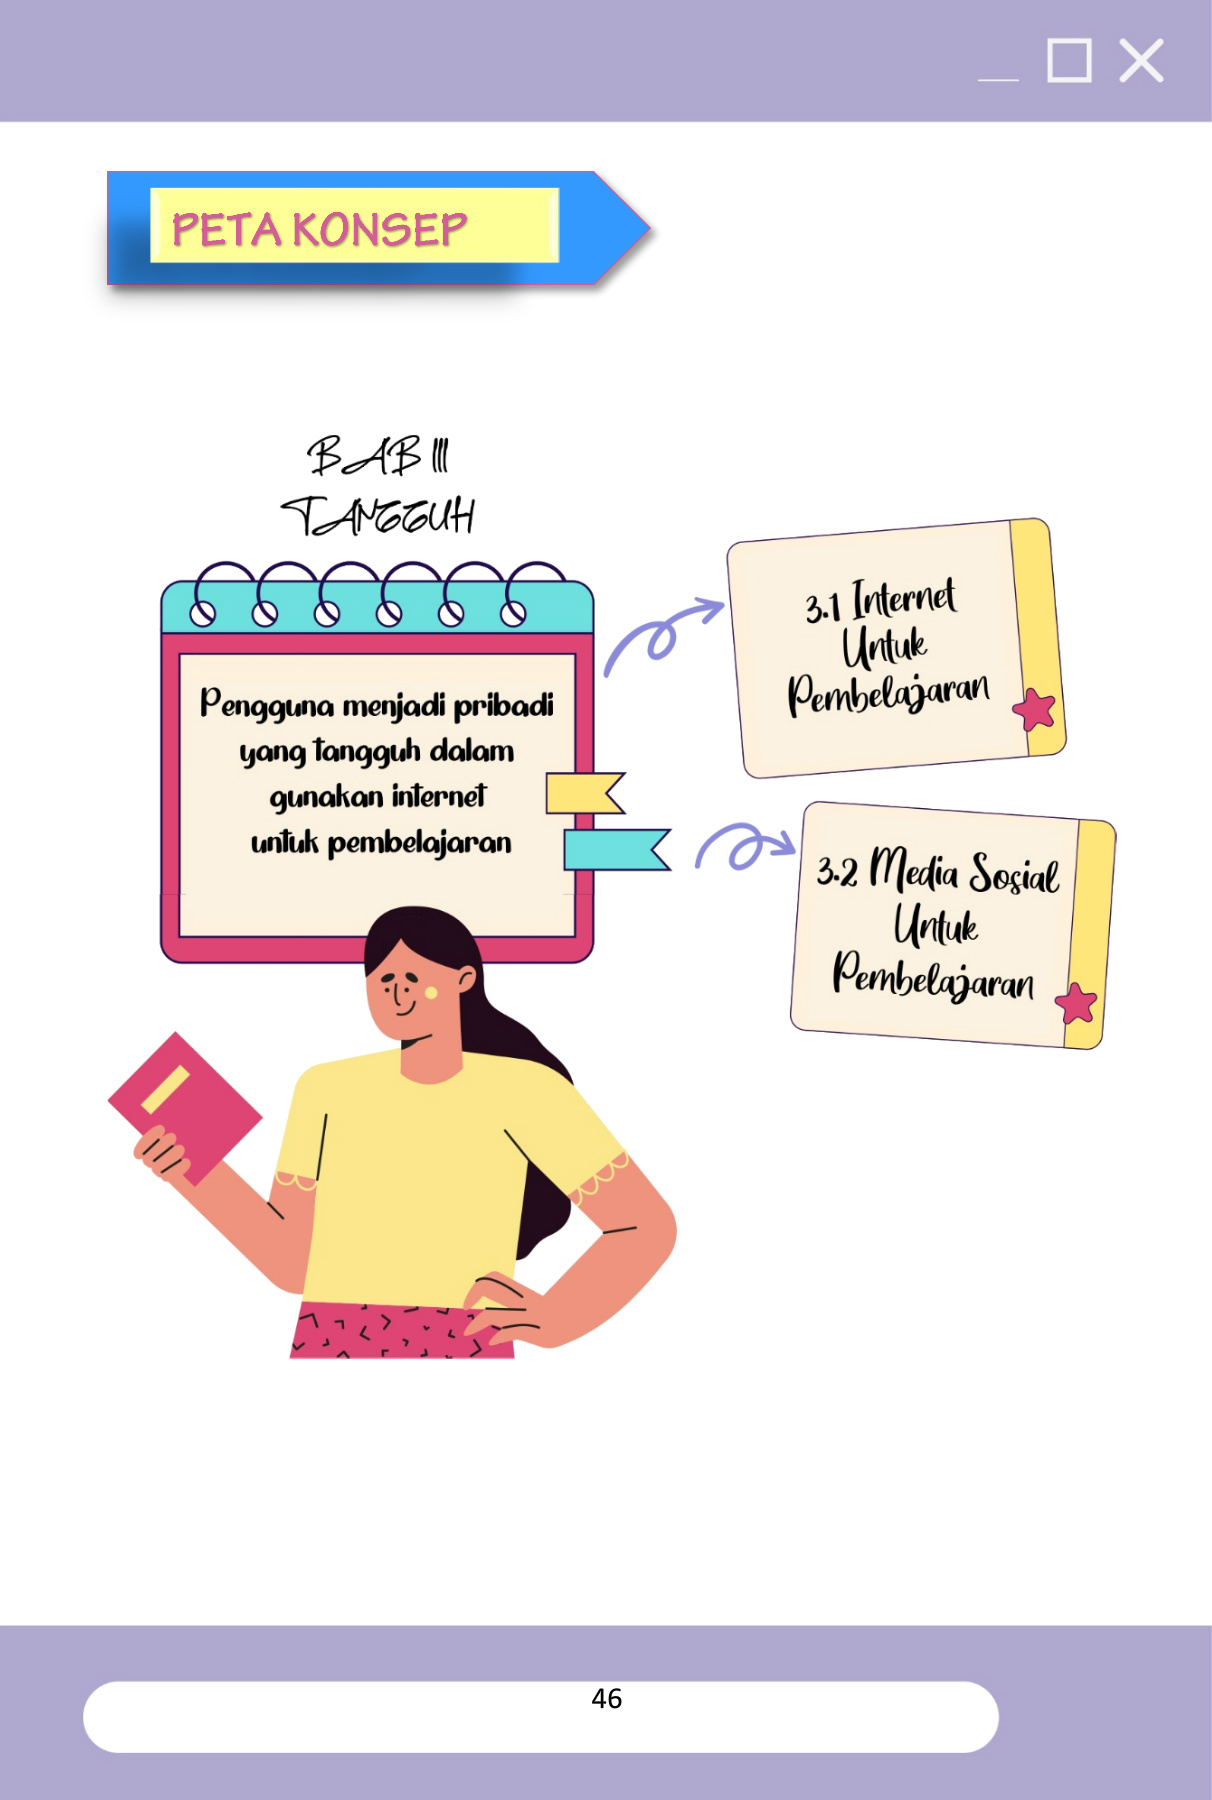 PETA KONSEP
BAB III
TANGGUH
Pengguna menjadi pribadi
yang tangguh dalam
gunakan internet
untuk pembelajaran
3.1 Internet
Untuk
Pembelajaran
3.2 Media Sosial
Untuk
Pembelajaran
46